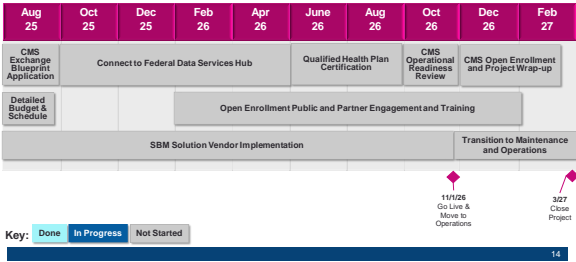 Aug 25
Oct 25
Dec 25
Feb 26
Apr 26
June 26
Aug 26
Oct 26
Dec 26
Feb 27
CMS
Exchange
Blueprint
Application
Connect to Federal Data Services Hub
Qualified Health Plan
Certification
CMS
Operational
Readiness
Review
CMS Open Enrollment
and Project Wrap-up
Detailed
Budget &
Schedule
Open Enrollment Public and Partner Engagement and Training
SBM Solution Vendor Implementation
Transition to Maintenance
and Operations
11/1/26
Go Live &
Move to
Operations
3/27
Close
Project
Key:
Done
In Progress
Not Started
14